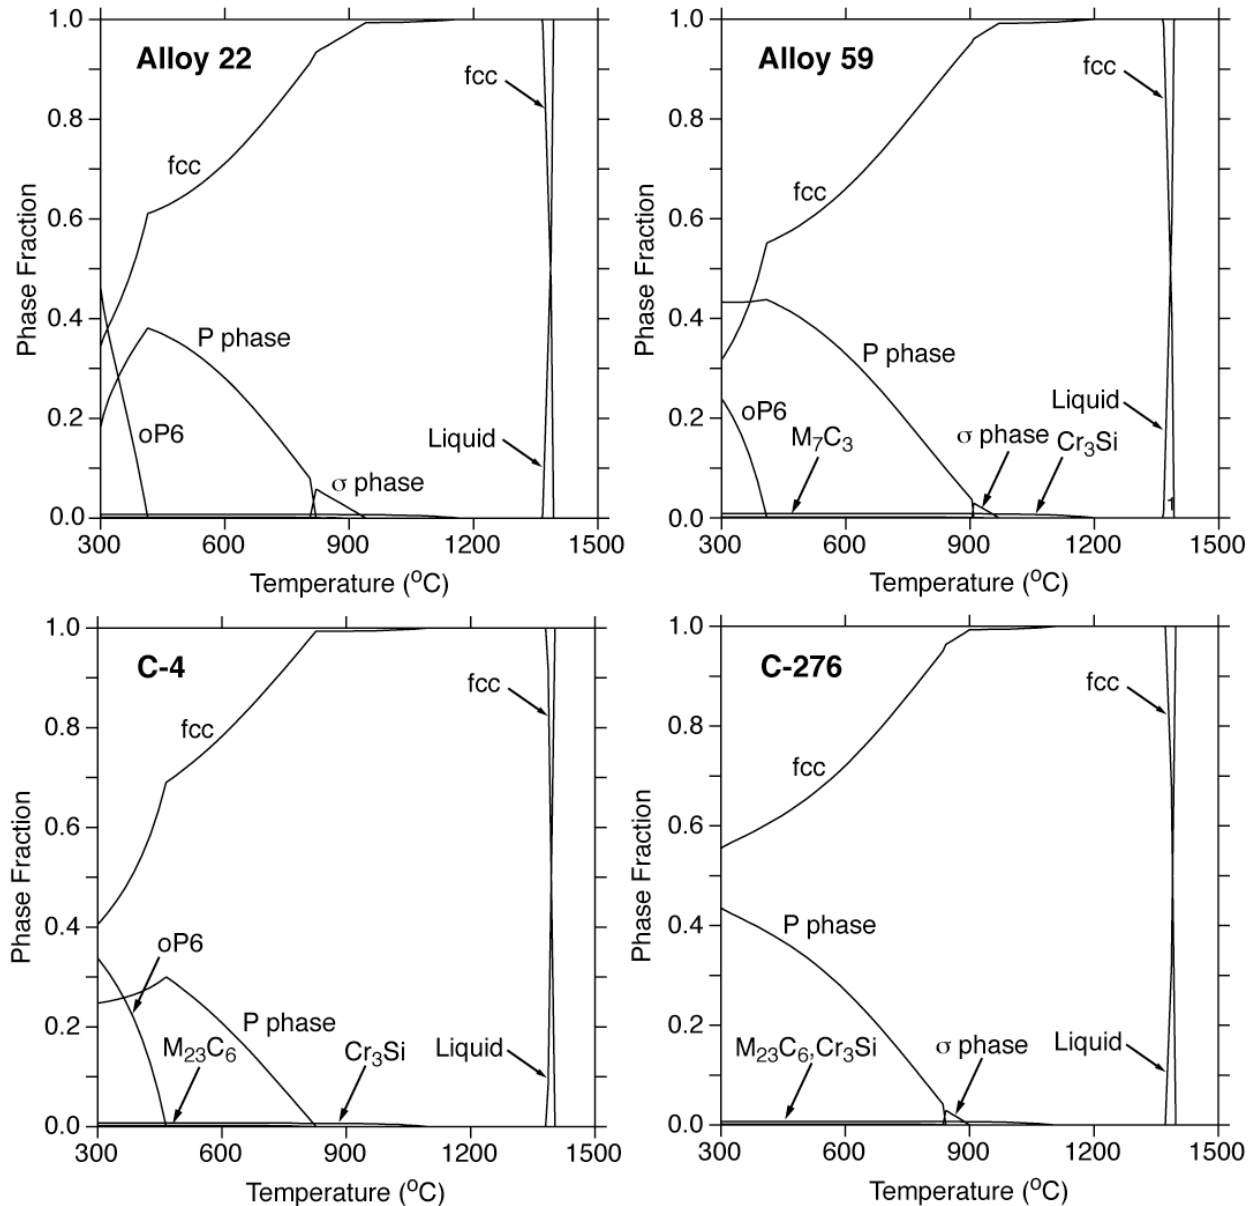 Alloy 22
1.0
0.8
0.6
0.4
0.2
0.0
Phase Fraction
fcc
fcc
P phase
oP6
σ phase
Liquid
300 600 900 1200 1500
Temperature (°C)
Alloy 59
1.0
0.8
0.6
0.4
0.2
0.0
Phase Fraction
fcc
fcc
P phase
oP6
M₇C₃
σ phase
Cr₃Si
Liquid
1
300 600 900 1200 1500
Temperature (°C)
C-4
1.0
0.8
0.6
0.4
0.2
0.0
Phase Fraction
fcc
fcc
oP6
M₂₃C₆
P phase
Cr₃Si
Liquid
300 600 900 1200 1500
Temperature (°C)
C-276
1.0
0.8
0.6
0.4
0.2
0.0
Phase Fraction
fcc
fcc
P phase
M₂₃C₆,Cr₃Si
σ phase
Liquid
300 600 900 1200 1500
Temperature (°C)